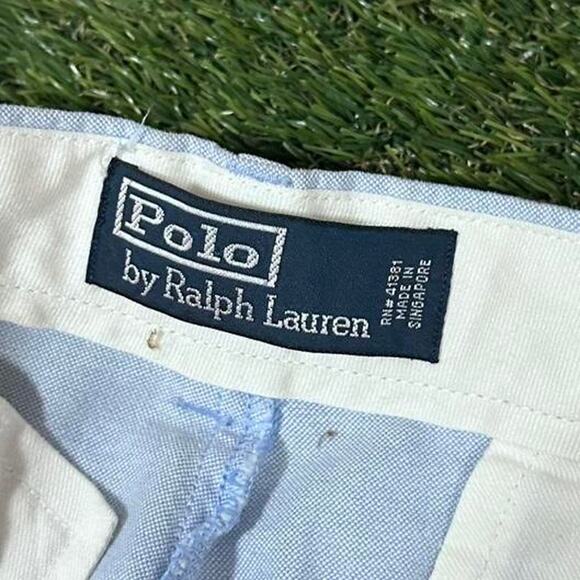 Polo
by Ralph Lauren
RN# 41381
MADE IN
SINGAPORE